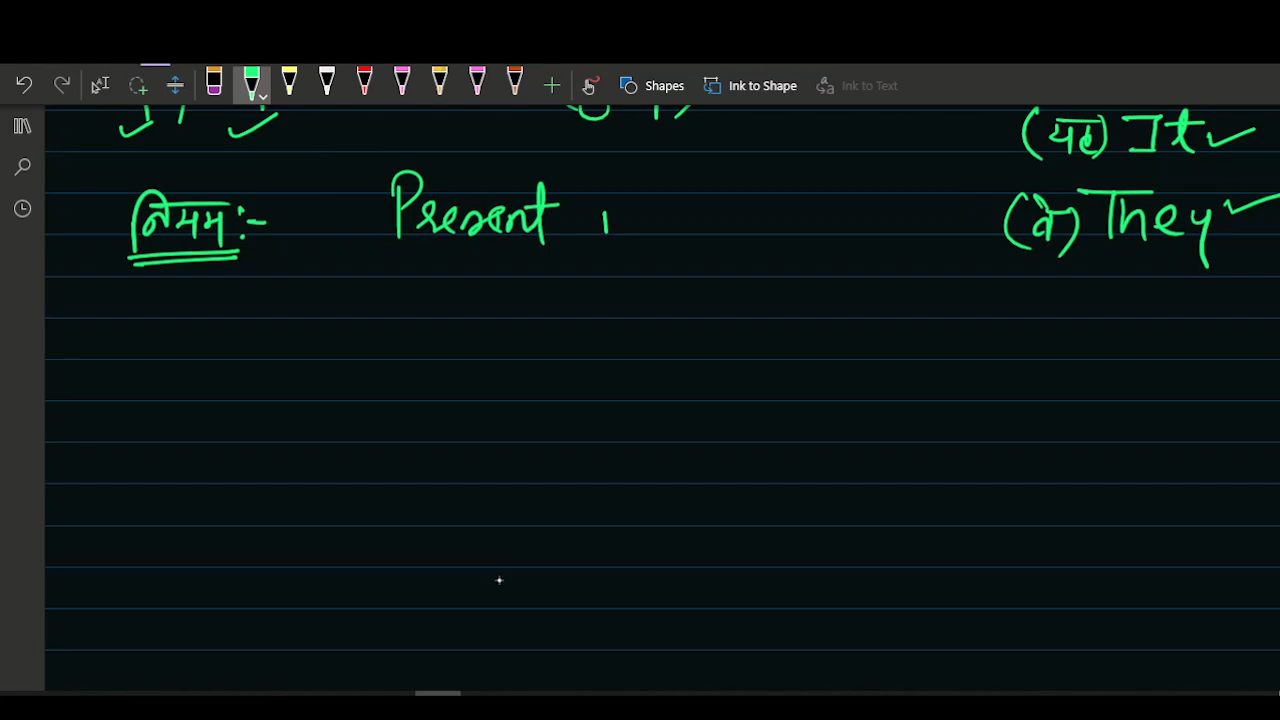 Shapes Ink to Shape Ink to Text
(यह) It
नियम:- Present
(वे) They